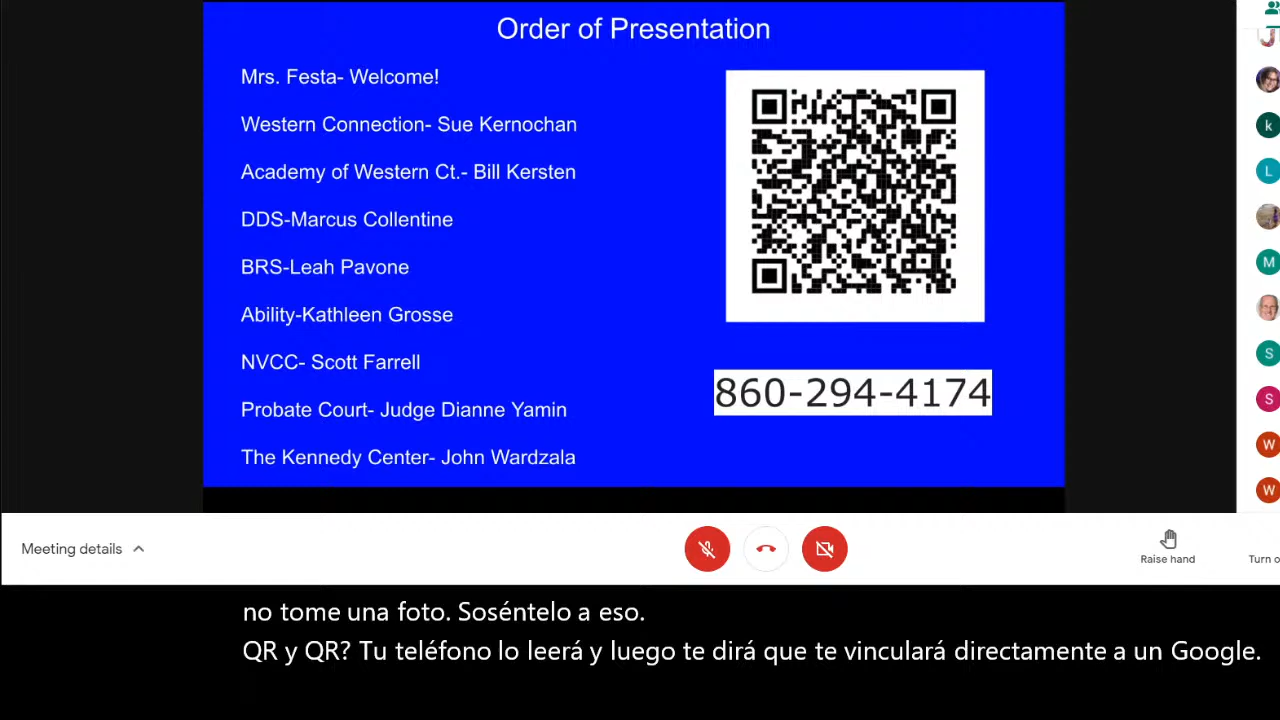 Order of Presentation
Mrs. Festa- Welcome!
Western Connection- Sue Kernochan
Academy of Western Ct.- Bill Kersten
DDS-Marcus Collentine
BRS-Leah Pavone
Ability-Kathleen Grosse
NVCC- Scott Farrell
Probate Court- Judge Dianne Yamin
The Kennedy Center- John Wardzala
860-294-4174
k
L
M
S
S
W
W
Meeting details
Raise hand
Turn o
no tome una foto. Soséntelo a eso.
QR y QR? Tu teléfono lo leerá y luego te dirá que te vinculará directamente a un Google.